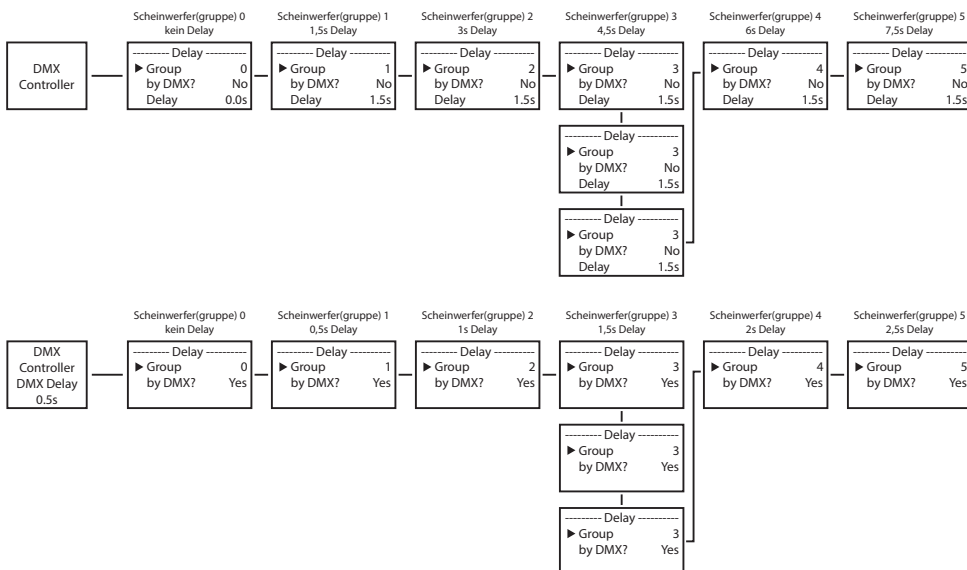 Scheinwerfer(gruppe) 0
kein Delay
Scheinwerfer(gruppe) 1
1,5s Delay
Scheinwerfer(gruppe) 2
3s Delay
Scheinwerfer(gruppe) 3
4,5s Delay
Scheinwerfer(gruppe) 4
6s Delay
Scheinwerfer(gruppe) 5
7,5s Delay
DMX
Controller
--------- Delay ----------
▶ Group 0
by DMX? No
Delay 0.0s
--------- Delay ----------
▶ Group 1
by DMX? No
Delay 1.5s
--------- Delay ----------
▶ Group 2
by DMX? No
Delay 1.5s
--------- Delay ----------
▶ Group 3
by DMX? No
Delay 1.5s
--------- Delay ----------
▶ Group 3
by DMX? No
Delay 1.5s
--------- Delay ----------
▶ Group 3
by DMX? No
Delay 1.5s
--------- Delay ----------
▶ Group 4
by DMX? No
Delay 1.5s
--------- Delay ----------
▶ Group 5
by DMX? No
Delay 1.5s
Scheinwerfer(gruppe) 0
kein Delay
Scheinwerfer(gruppe) 1
0,5s Delay
Scheinwerfer(gruppe) 2
1s Delay
Scheinwerfer(gruppe) 3
1,5s Delay
Scheinwerfer(gruppe) 4
2s Delay
Scheinwerfer(gruppe) 5
2,5s Delay
DMX
Controller
DMX Delay
0.5s
--------- Delay ----------
▶ Group 0
by DMX? Yes
--------- Delay ----------
▶ Group 1
by DMX? Yes
--------- Delay ----------
▶ Group 2
by DMX? Yes
--------- Delay ----------
▶ Group 3
by DMX? Yes
--------- Delay ----------
▶ Group 3
by DMX? Yes
--------- Delay ----------
▶ Group 3
by DMX? Yes
--------- Delay ----------
▶ Group 4
by DMX? Yes
--------- Delay ----------
▶ Group 5
by DMX? Yes